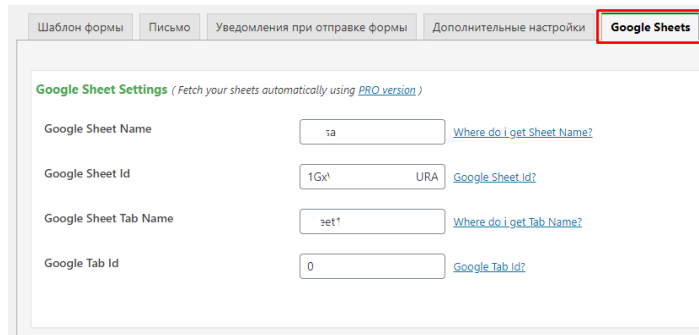 Шаблон формы Письмо Уведомления при отправке формы Дополнительные настройки Google Sheets
Google Sheet Settings ( Fetch your sheets automatically using PRO version )
Google Sheet Name Where do i get Sheet Name?
Google Sheet Id URA Google Sheet Id?
Google Sheet Tab Name Where do i get Tab Name?
Google Tab Id 0 Google Tab Id?